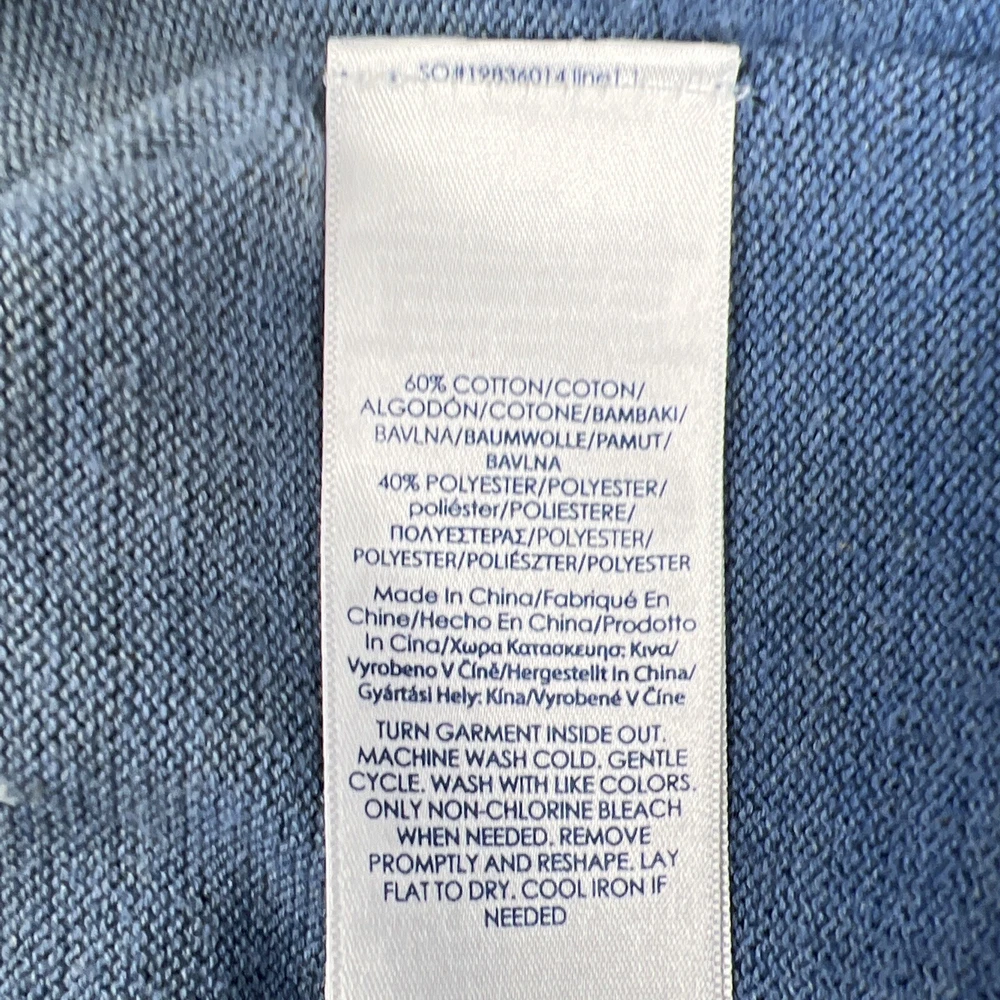 SO#19836014 line1.1
60% COTTON/COTON/
ALGODÓN/COTONE/BAMBAKI/
BAVLNA/BAUMWOLLE/PAMUT/
BAVLNA
40% POLYESTER/POLYESTER/
poliéster/POLIESTERE/
ΠΟΛΥΕΣΤΕΡΑΣ/POLYESTER/
POLYESTER/POLIÉSZTER/POLYESTER
Made In China/Fabriqué En
Chine/Hecho En China/Prodotto
In Cina/Χωρα Κατασκευησ: Κινα/
Vyrobeno V Číně/Hergestellt In China/
Gyártási Hely: Kína/Vyrobené V Číne
TURN GARMENT INSIDE OUT.
MACHINE WASH COLD. GENTLE
CYCLE. WASH WITH LIKE COLORS.
ONLY NON-CHLORINE BLEACH
WHEN NEEDED. REMOVE
PROMPTLY AND RESHAPE. LAY
FLAT TO DRY. COOL IRON IF
NEEDED